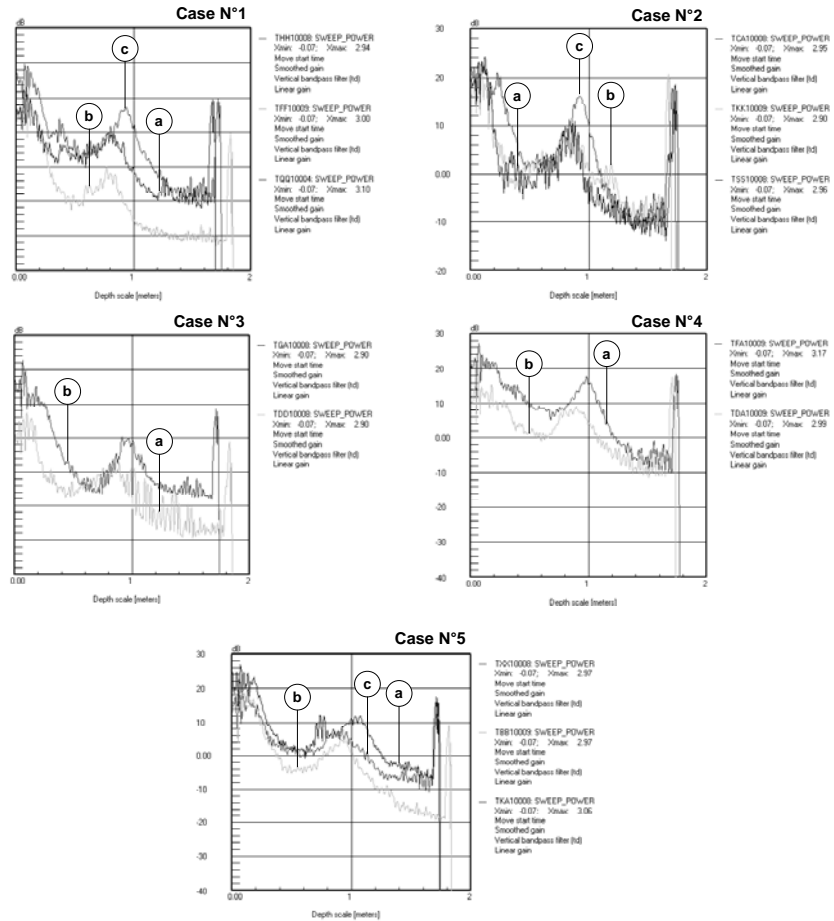 Case N°1
dB
c
b
a
0.00
1
2
Depth scale [meters]
THH10008: SWEEP_POWER
Xmin: -0.07; Xmax: 2.94
Move start time
Smoothed gain
Vertical bandpass filter (td)
Linear gain
TFF10009: SWEEP_POWER
Xmin: -0.07; Xmax: 3.00
Move start time
Smoothed gain
Vertical bandpass filter (td)
Linear gain
TQQ10004: SWEEP_POWER
Xmin: -0.07; Xmax: 3.10
Move start time
Smoothed gain
Vertical bandpass filter (td)
Linear gain
Case N°2
dB
30
20
10
0.00
-10
-20
c
a
b
0.00
1
2
Depth scale [meters]
TCA10008: SWEEP_POWER
Xmin: -0.07; Xmax: 2.95
Move start time
Smoothed gain
Vertical bandpass filter (td)
Linear gain
TKK10009: SWEEP_POWER
Xmin: -0.07; Xmax: 2.90
Move start time
Smoothed gain
Vertical bandpass filter (td)
Linear gain
TSS10008: SWEEP_POWER
Xmin: -0.07; Xmax: 2.96
Move start time
Smoothed gain
Vertical bandpass filter (td)
Linear gain
Case N°3
dB
b
a
0.00
1
2
Depth scale [meters]
TGA10008: SWEEP_POWER
Xmin: -0.07; Xmax: 2.90
Move start time
Smoothed gain
Vertical bandpass filter (td)
Linear gain
TDD10008: SWEEP_POWER
Xmin: -0.07; Xmax: 2.90
Move start time
Smoothed gain
Vertical bandpass filter (td)
Linear gain
Case N°4
dB
30
20
10
0.00
-10
-20
-30
-40
b
a
0.00
1
2
Depth scale [meters]
TFA10009: SWEEP_POWER
Xmin: -0.07; Xmax: 3.17
Move start time
Smoothed gain
Vertical bandpass filter (td)
Linear gain
TDA10009: SWEEP_POWER
Xmin: -0.07; Xmax: 2.99
Move start time
Smoothed gain
Vertical bandpass filter (td)
Linear gain
Case N°5
dB
30
20
10
0.00
-10
-20
-30
-40
b
c
a
0.00
1
2
Depth scale [meters]
TXX10008: SWEEP_POWER
Xmin: -0.07; Xmax: 2.97
Move start time
Smoothed gain
Vertical bandpass filter (td)
Linear gain
TBB10009: SWEEP_POWER
Xmin: -0.07; Xmax: 2.97
Move start time
Smoothed gain
Vertical bandpass filter (td)
Linear gain
TKA10008: SWEEP_POWER
Xmin: -0.07; Xmax: 3.06
Move start time
Smoothed gain
Vertical bandpass filter (td)
Linear gain